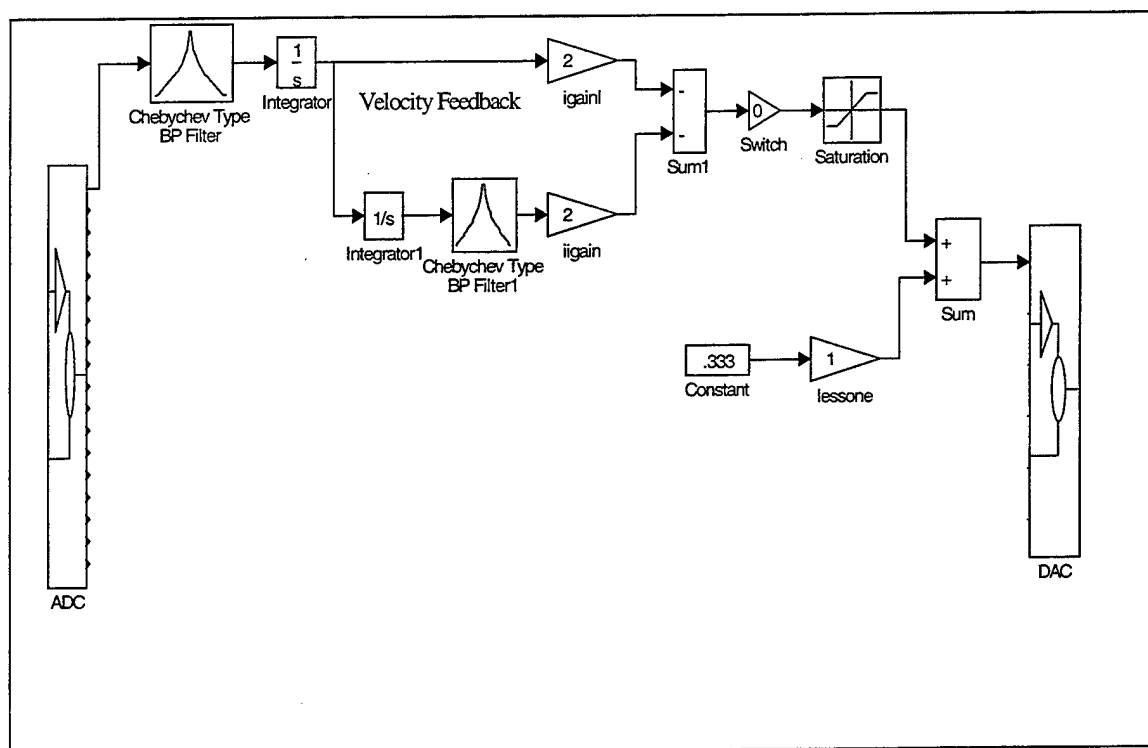 Chebychev Type
BP Filter
1
s
Integrator
Velocity Feedback
2
igainl
-
-
Sum1
0
Switch
Saturation
1/s
Integrator1
Chebychev Type
BP Filter1
2
iigain
+
+
Sum
.333
Constant
1
lessone
ADC
DAC